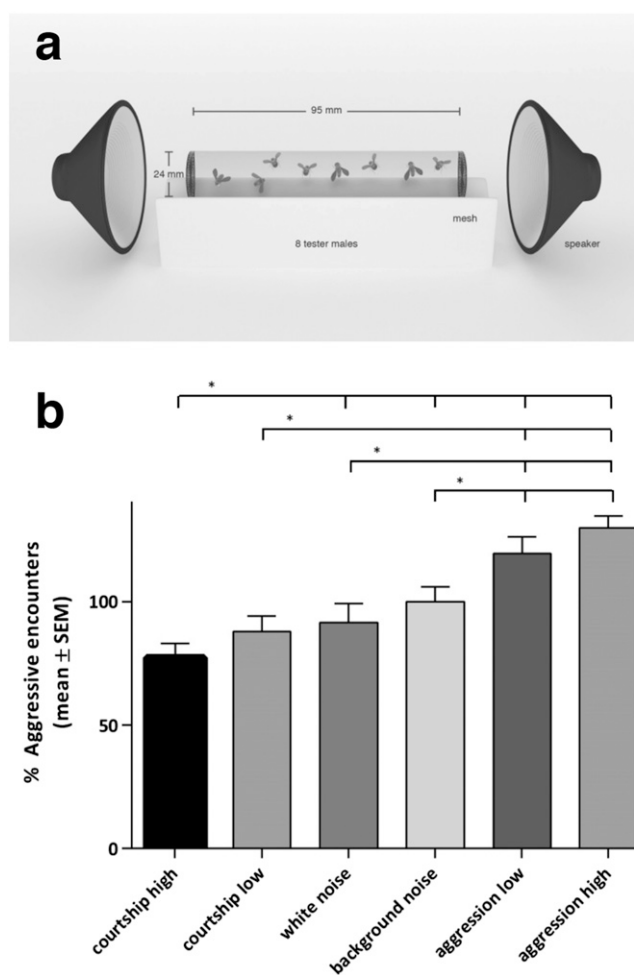 a
95 mm
24 mm
mesh
8 tester males
speaker
b
*
*
*
*
% Aggressive encounters
(mean ± SEM)
100
50
0
courtship high
courtship low
white noise
background noise
aggression low
aggression high